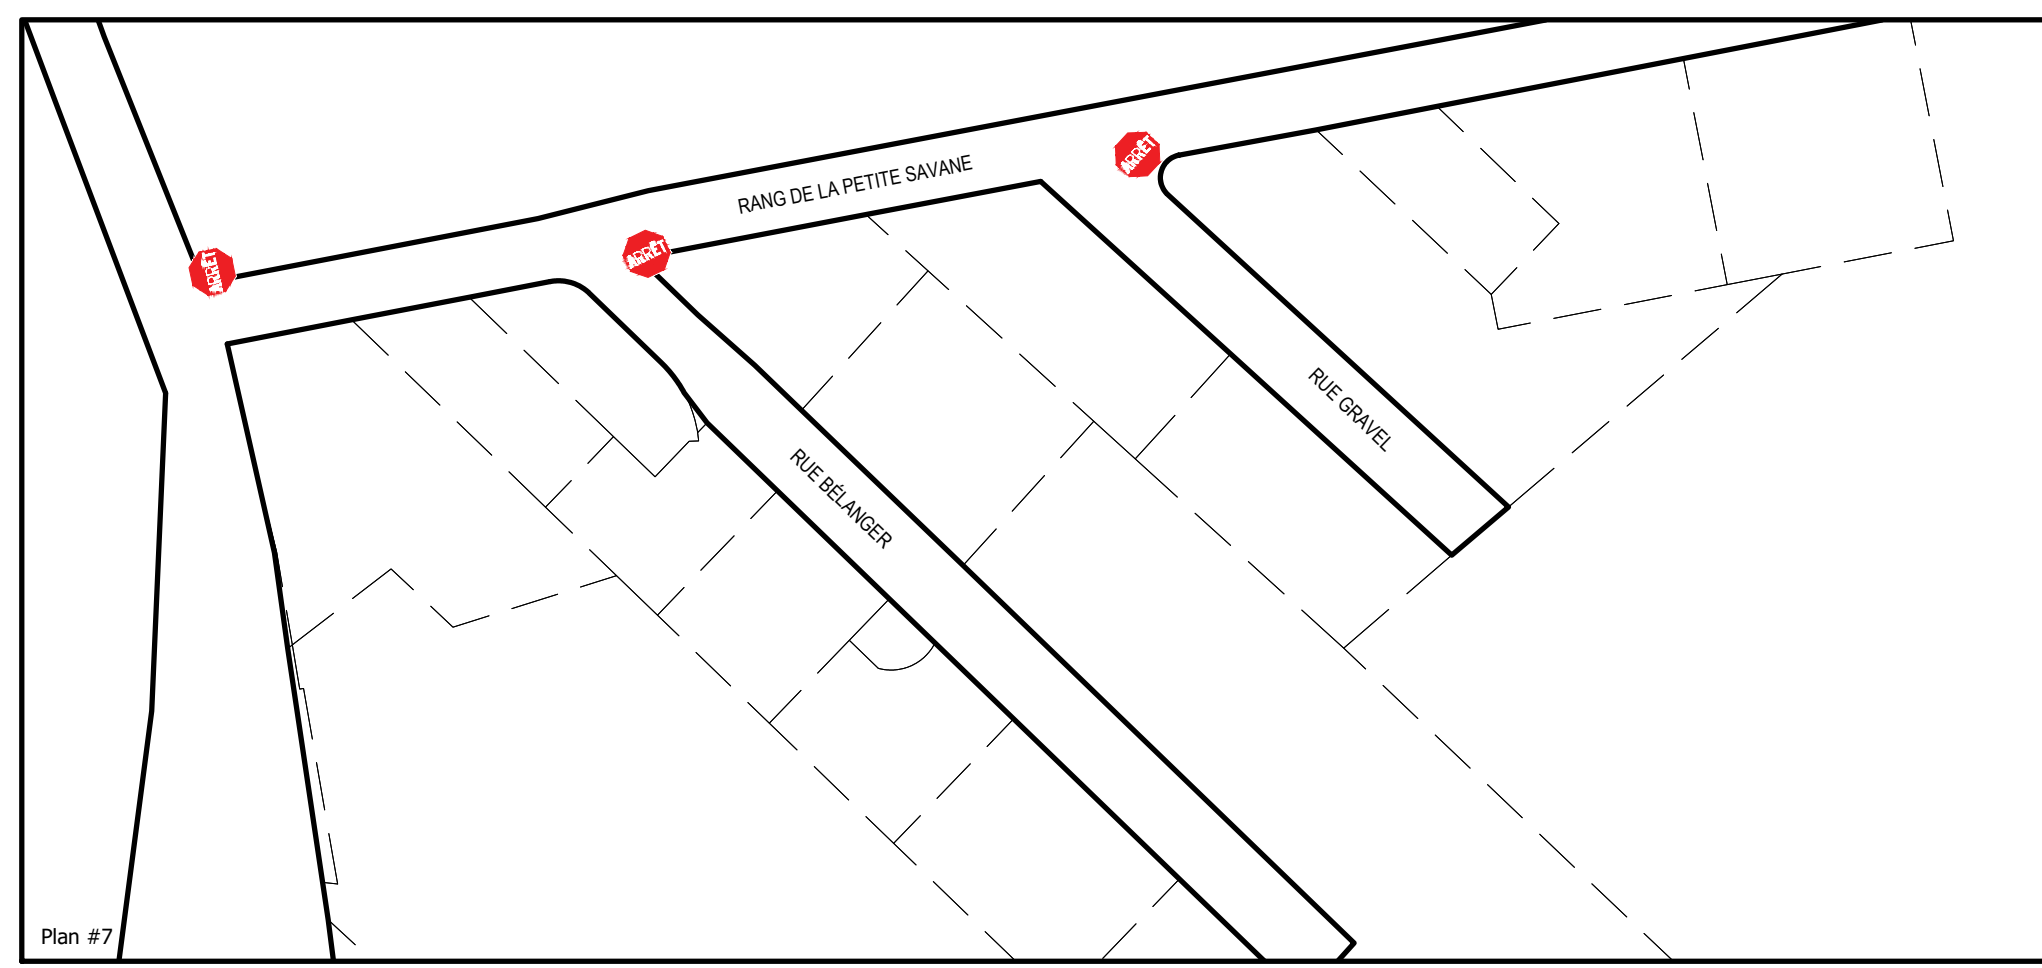 ARRÊT
RANG DE LA PETITE SAVANE
ARRÊT
ARRÊT
RUE GRAVEL
RUE BÉLANGER
Plan #7